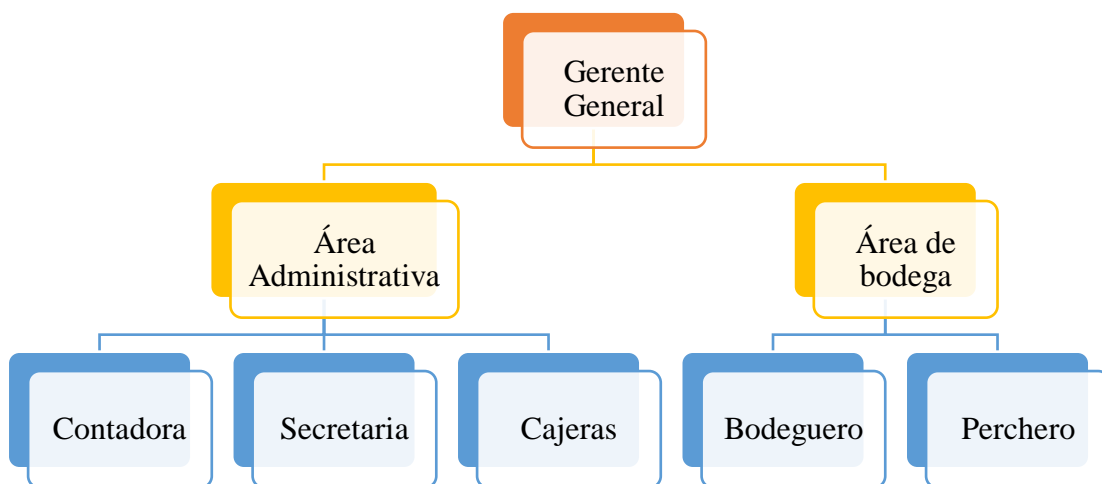 Gerente
General
Área
Administrativa
Área de
bodega
Contadora
Secretaria
Cajeras
Bodeguero
Perchero